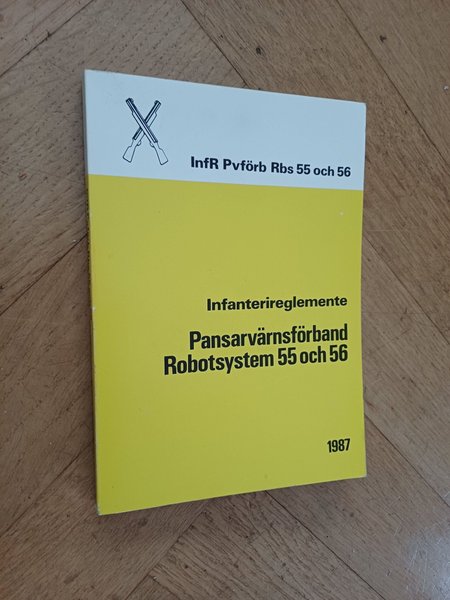 InfR Pvförb Rbs 55 och 56
Infanterireglemente
Pansarvärnsförband
Robotsystem 55 och 56
1987